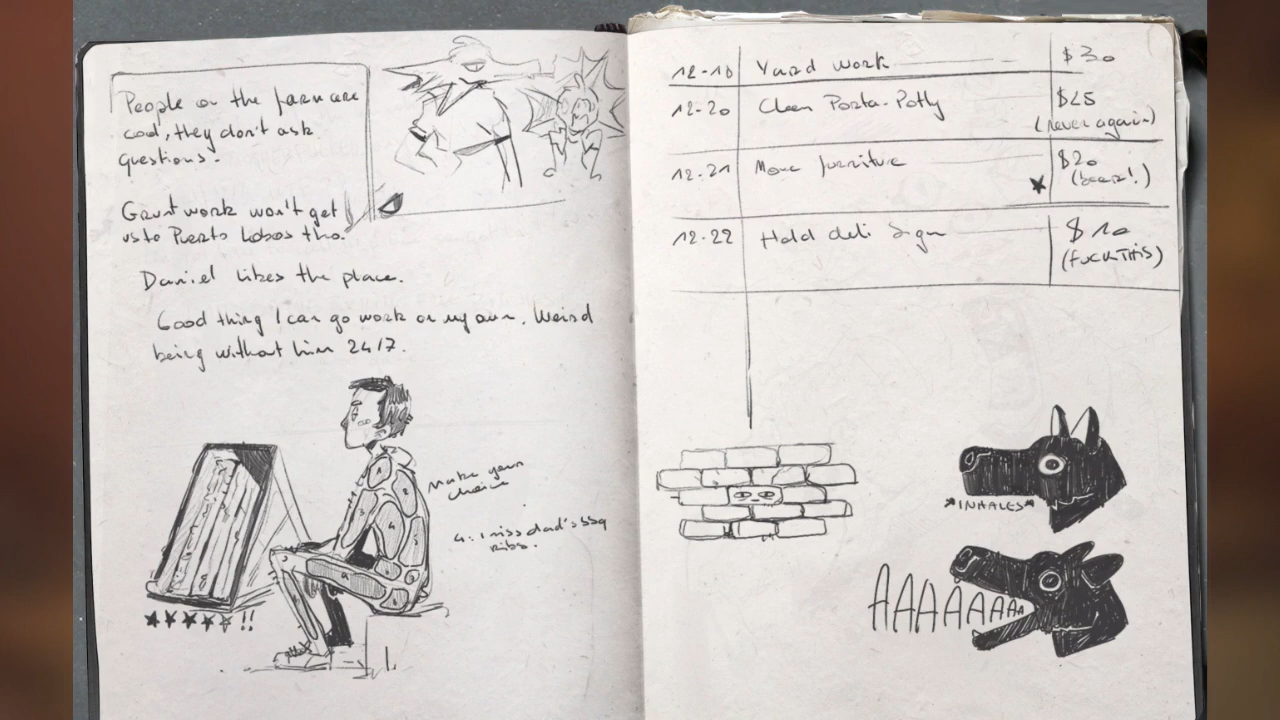 People on the farm are
cool, they don't ask
questions.
Grunt work won't get
us to Puerto Lobos tho.
Daniel likes the place.
Good thing I can go work on my own. Weird
being without him 24/7.
Make your
choice
4: I miss dad's BBQ
ribs.
!!
12-18 Yard work $30
12-20 Clean Porta-Potty $25
(never again)
12-21 Move furniture $20
(beer!)
12-22 Hold deli sign $10
(FUCK THIS)
*INHALES*
AAAAAAAA